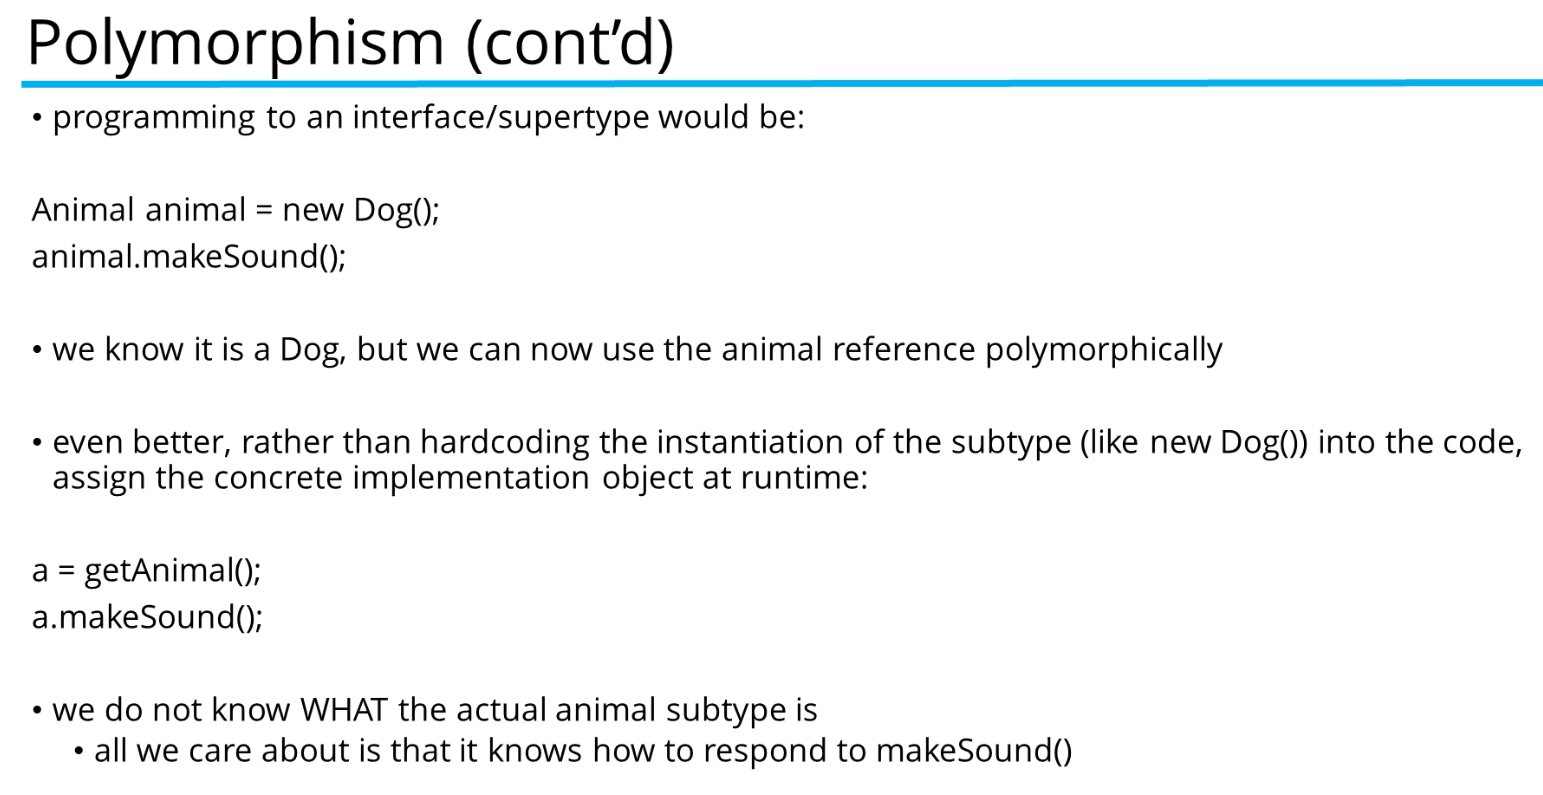 Polymorphism (cont’d)
• programming to an interface/supertype would be:
Animal animal = new Dog();
animal.makeSound();
• we know it is a Dog, but we can now use the animal reference polymorphically
• even better, rather than hardcoding the instantiation of the subtype (like new Dog()) into the code,
assign the concrete implementation object at runtime:
a = getAnimal();
a.makeSound();
• we do not know WHAT the actual animal subtype is
• all we care about is that it knows how to respond to makeSound()